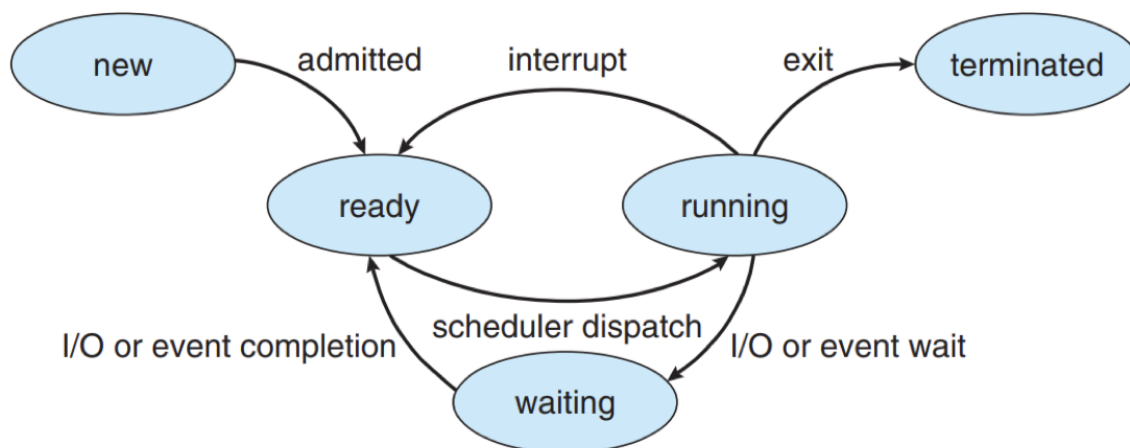 new
admitted
interrupt
exit
terminated
ready
running
scheduler dispatch
I/O or event completion
I/O or event wait
waiting